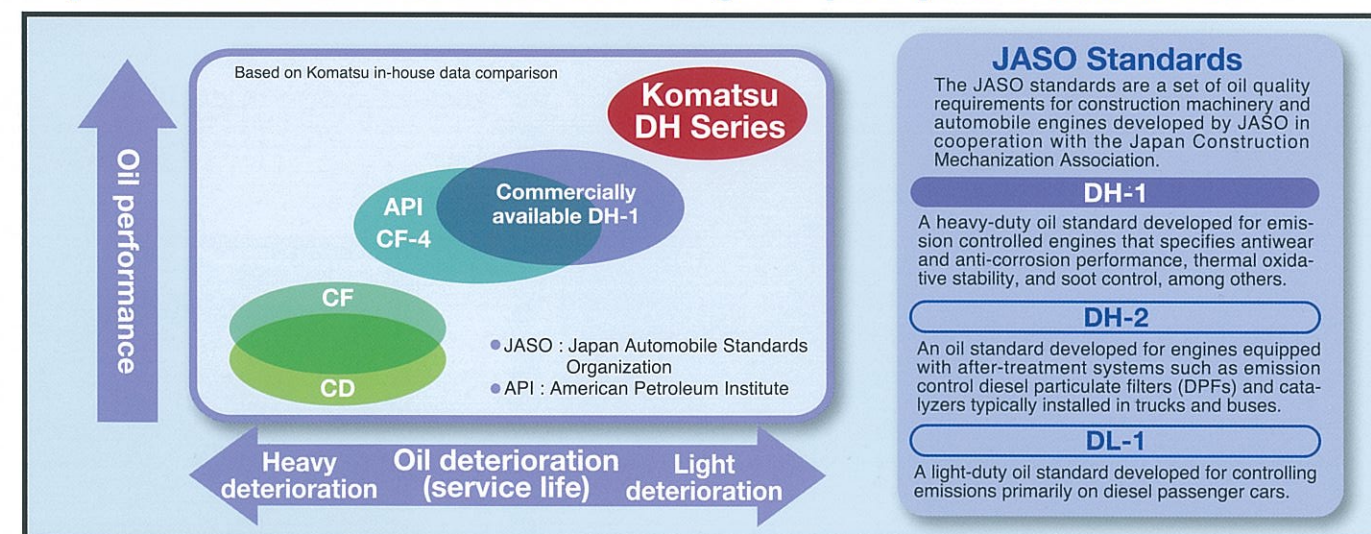 Oil performance
Based on Komatsu in-house data comparison
Komatsu
DH Series
Commercially
available DH-1
API
CF-4
CF
CD
JASO : Japan Automobile Standards
Organization
API : American Petroleum Institute
Heavy
deterioration
Oil deterioration
(service life)
Light
deterioration
JASO Standards
The JASO standards are a set of oil quality
requirements for construction machinery and
automobile engines developed by JASO in
cooperation with the Japan Construction
Mechanization Association.
DH-1
A heavy-duty oil standard developed for emis-
sion controlled engines that specifies antiwear
and anti-corrosion performance, thermal oxida-
tive stability, and soot control, among others.
DH-2
An oil standard developed for engines equipped
with after-treatment systems such as emission
control diesel particulate filters (DPFs) and cata-
lyzers typically installed in trucks and buses.
DL-1
A light-duty oil standard developed for controlling
emissions primarily on diesel passenger cars.